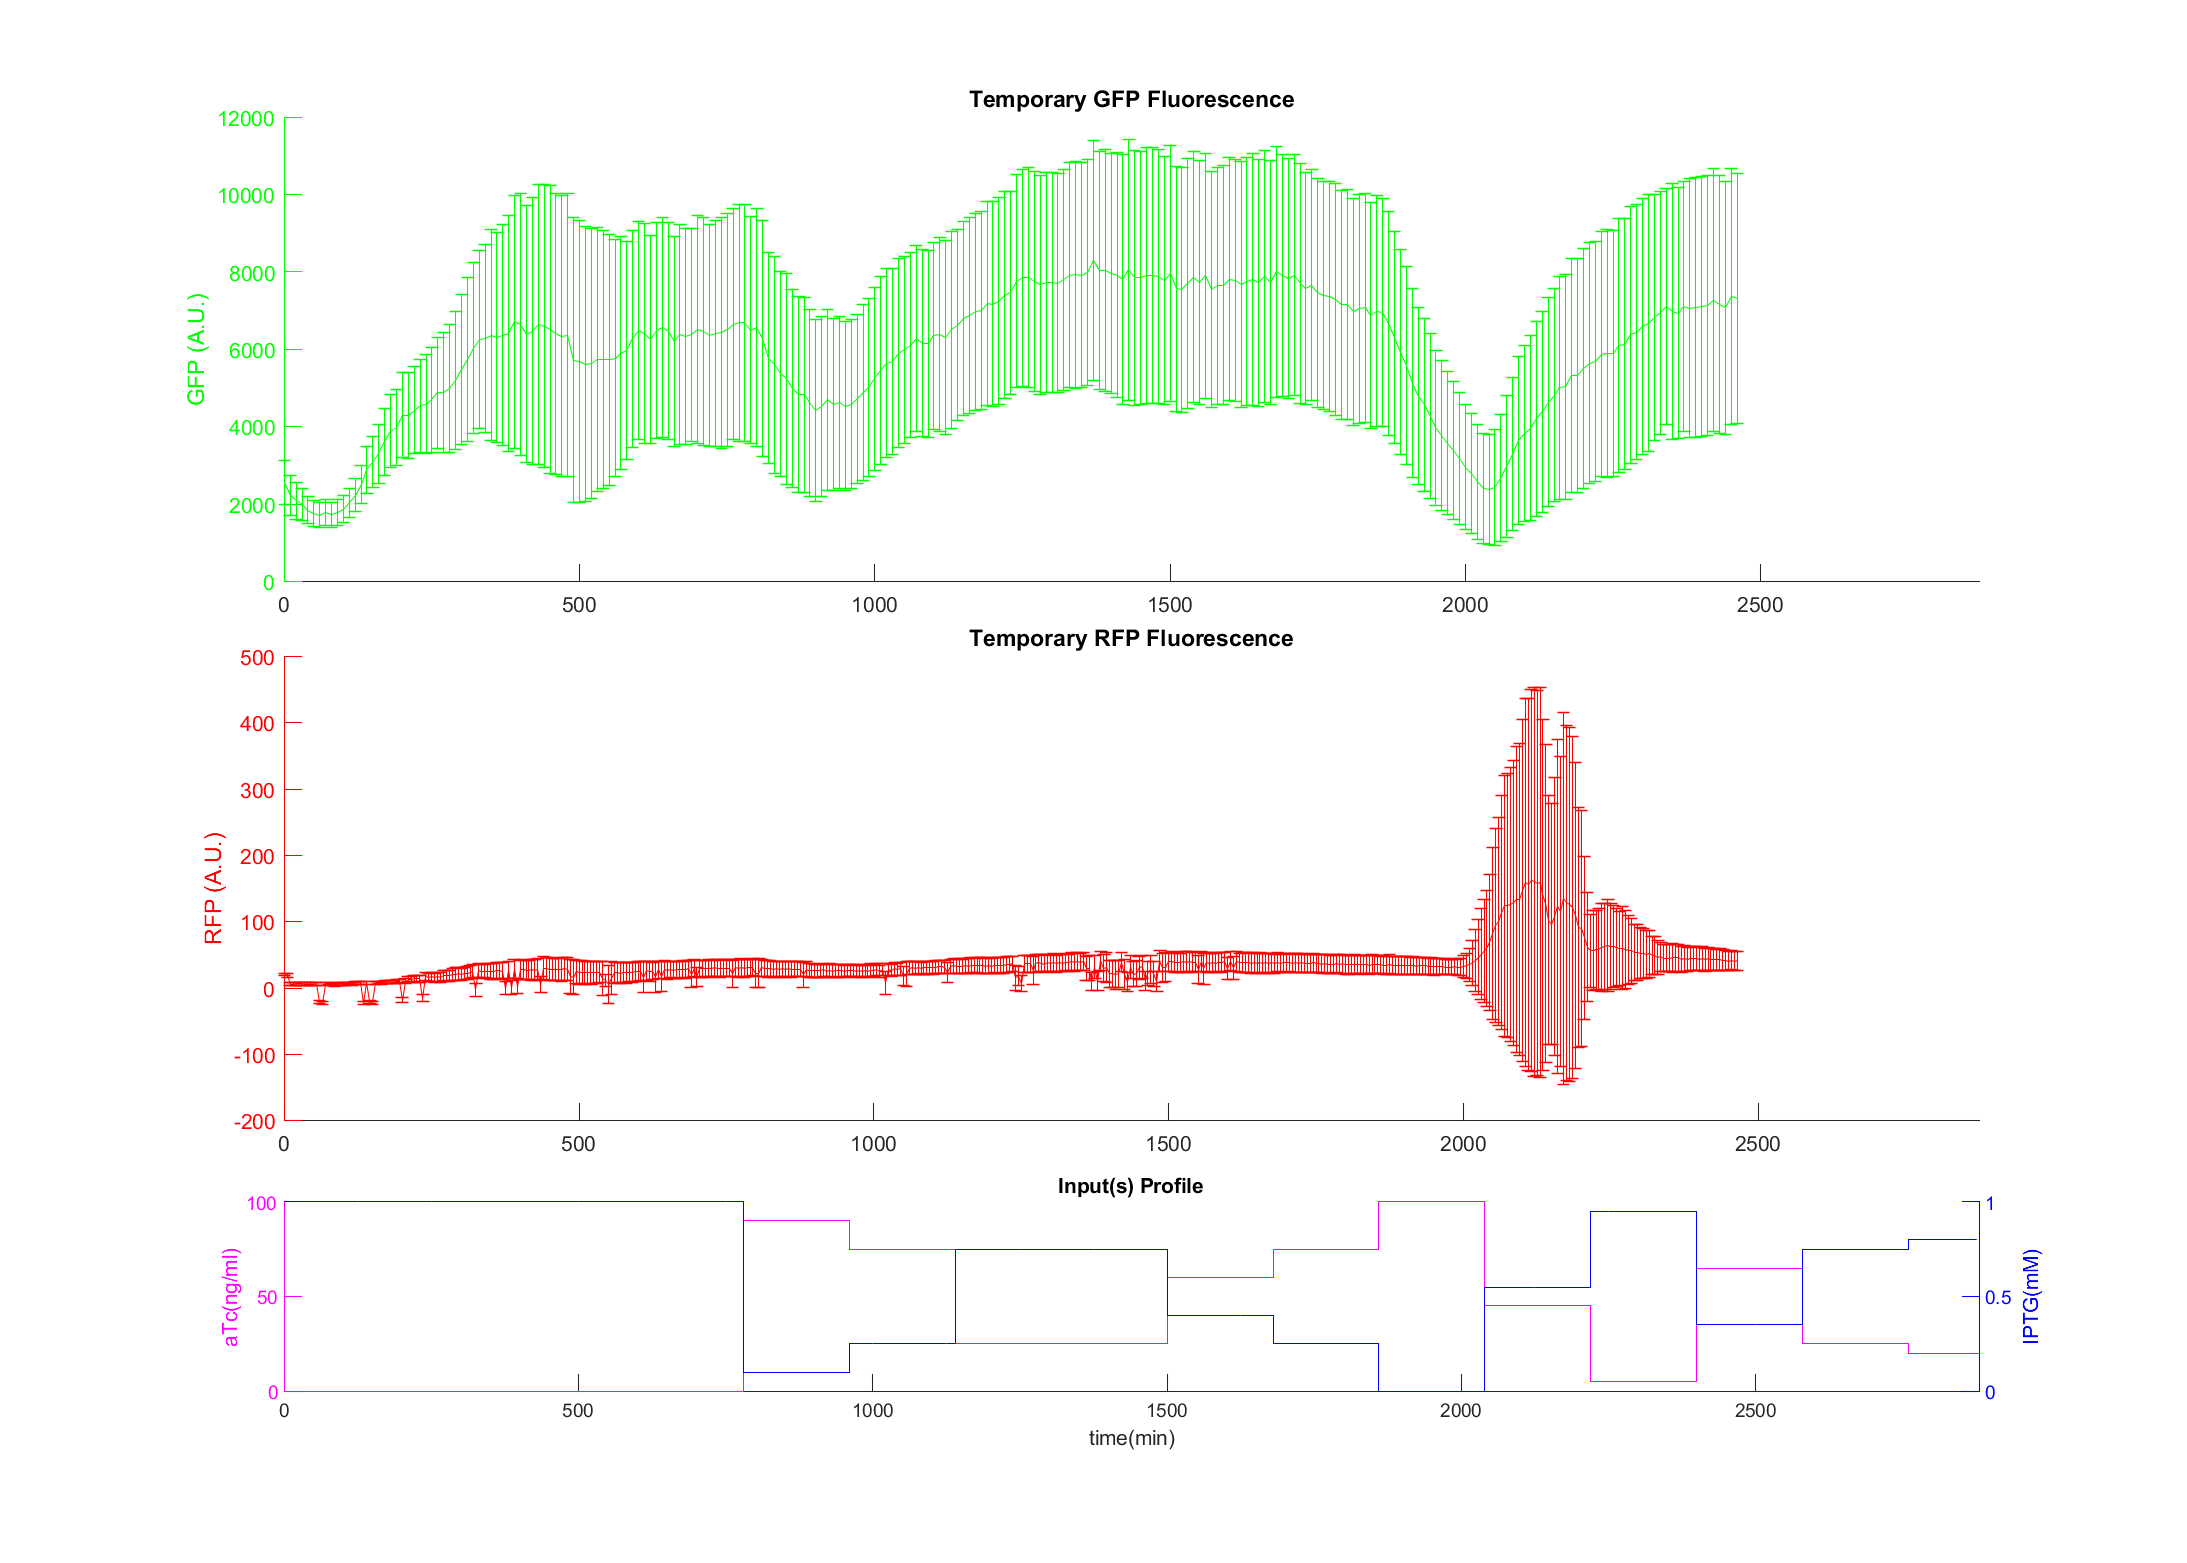 Temporary GFP Fluorescence
12000
10000
8000
6000
4000
2000
0
GFP (A.U.)
0 500 1000 1500 2000 2500
Temporary RFP Fluorescence
500
400
300
200
100
0
-100
-200
RFP (A.U.)
0 500 1000 1500 2000 2500
Input(s) Profile
100
50
0
aTc(ng/ml)
1
0.5
0
IPTG(mM)
0 500 1000 1500 2000 2500
time(min)